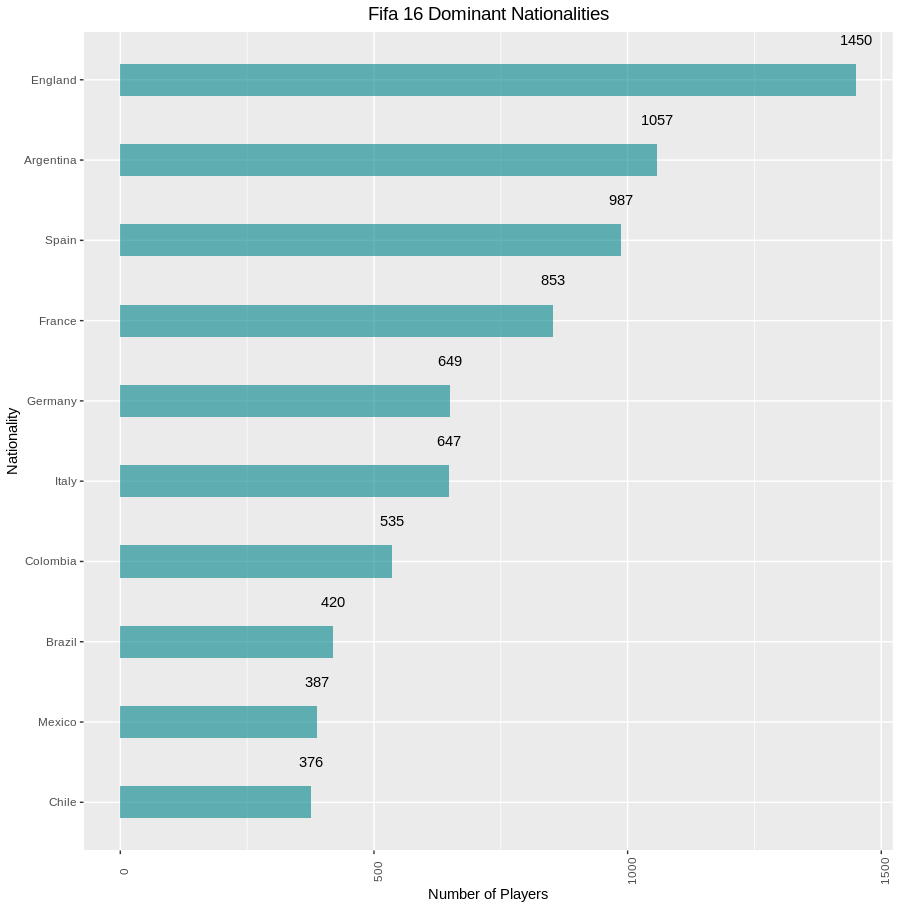 Fifa 16 Dominant Nationalities
1450
England
1057
Argentina
987
Spain
853
France
649
Germany
647
Italy
535
Colombia
420
Brazil
387
Mexico
376
Chile
Nationality
0
500
1000
1500
Number of Players